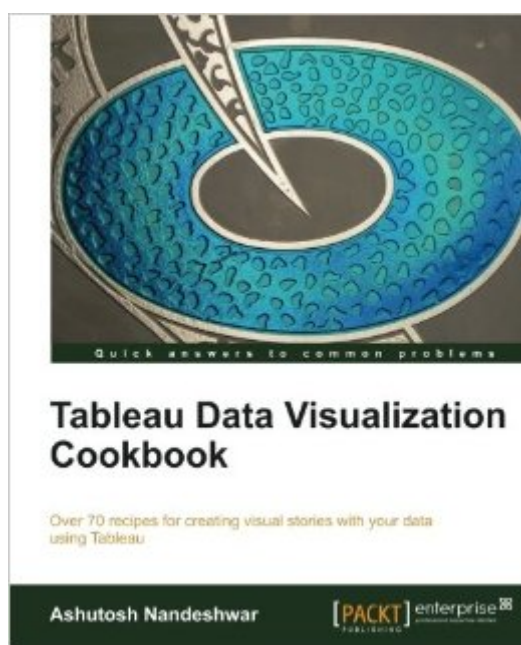 Quick answers to common problems
Tableau Data Visualization
Cookbook
Over 70 recipes for creating visual stories with your data
using Tableau
Ashutosh Nandeshwar
[PACKT] enterprise
PUBLISHING